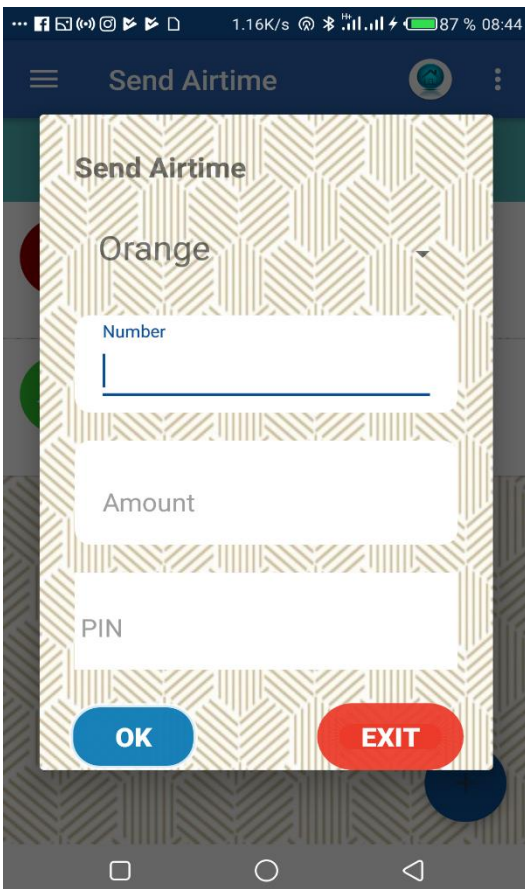 1.16K/s 87 % 08:44
Send Airtime
Send Airtime
Orange
Number
Amount
PIN
OK
EXIT